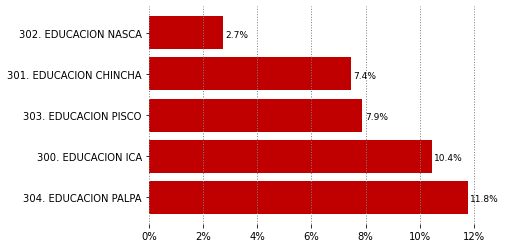 302. EDUCACION NASCA
2.7%
301. EDUCACION CHINCHA
7.4%
303. EDUCACION PISCO
7.9%
300. EDUCACION ICA
10.4%
304. EDUCACION PALPA
11.8%
0% 2% 4% 6% 8% 10% 12%